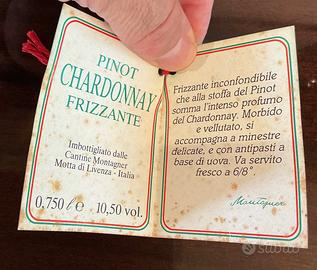 PINOT
CHARDONNAY
FRIZZANTE
Imbottigliato dalle
Cantine Montagner
Motta di Livenza - Italia
0,750 l e 10,50 vol.
Frizzante inconfondibile
che alla stoffa del Pinot
somma l'intenso profumo
del Chardonnay. Morbido
e vellutato, si
accompagna a minestre
delicate, e con antipasti a
base di uova. Va servito
fresco a 6/8°.
Montagner
subito